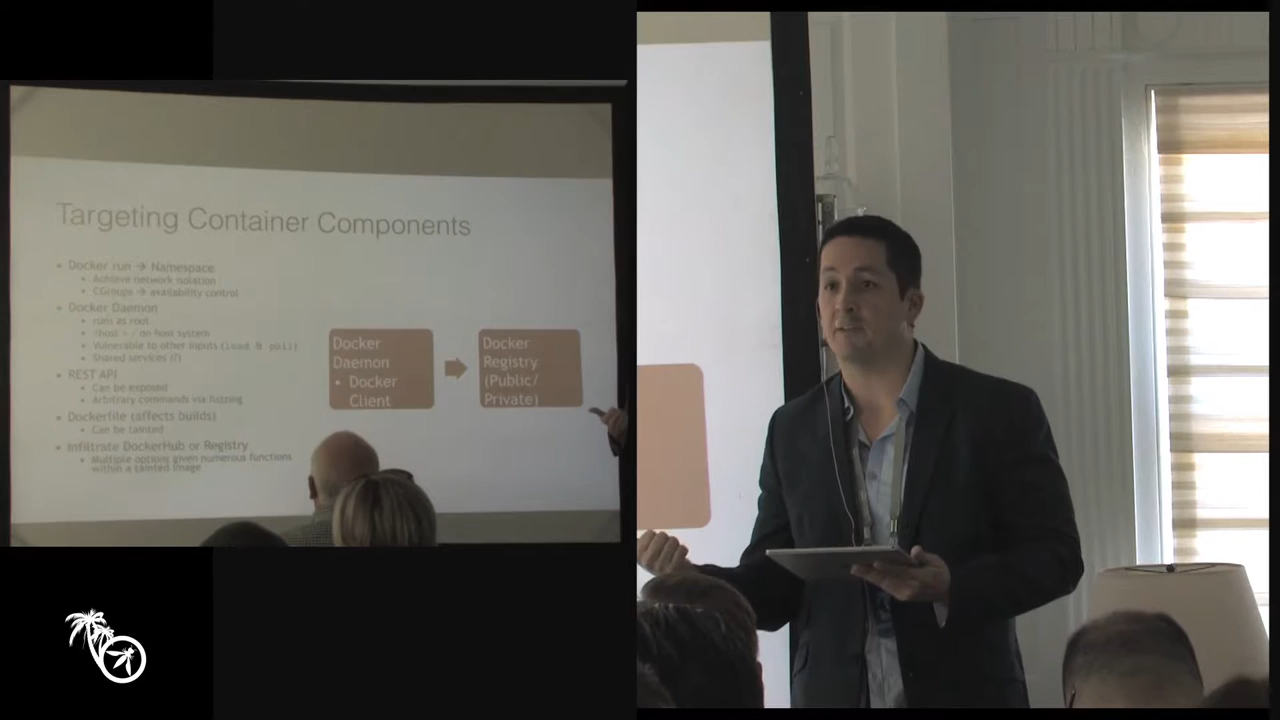 Targeting Container Components
• Docker run → Namespace
• Achieve network isolation
• CGroups → availability control
• Docker Daemon
• runs as root
• /host > / on host system
• Vulnerable to other inputs (load & pull)
• Shared services
• REST API
• Can be exposed
• Arbitrary commands via fuzzing
• Dockerfile (affects builds)
• Can be tainted
• Infiltrate DockerHub or Registry
• Multiple options given numerous functions
within a tainted image
Docker
Daemon
• Docker
Client
Docker
Registry
(Public/
Private)